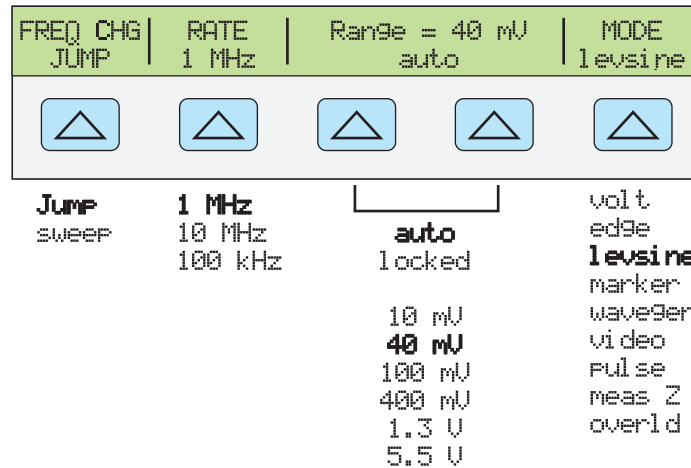 FREQ CHG RATE Range = 40 mV MODE
JUMP 1 MHz auto levsine
Jump
sweep
1 MHz
10 MHz
100 kHz
auto
locked
10 mV
40 mV
100 mV
400 mV
1.3 V
5.5 V
volt
edge
levsine
marker
wavegen
video
pulse
meas Z
overld